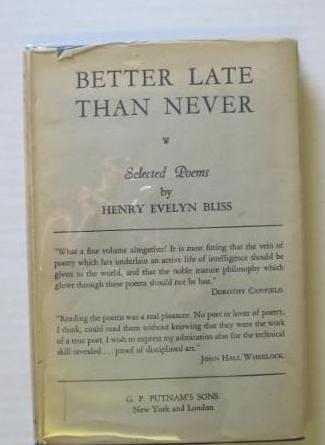 BETTER LATE
THAN NEVER
Selected Poems
by
HENRY EVELYN BLISS
"What a fine volume altogether! It is most fitting that the vein of
poetry which has underlain an active life of intelligence should be
given to the world, and that the noble mature philosophy which
glows through these poems should not be lost."
DOROTHY CANFIELD.
"Reading the poems was a real pleasure. No poet or lover of poetry,
I think, could read them without knowing that they were the work
of a true poet. I wish to express my admiration also for the technical
skill revealed . . . proof of disciplined art."
JOHN HALL WHEELOCK.
G. P. PUTNAM'S SONS
New York and London